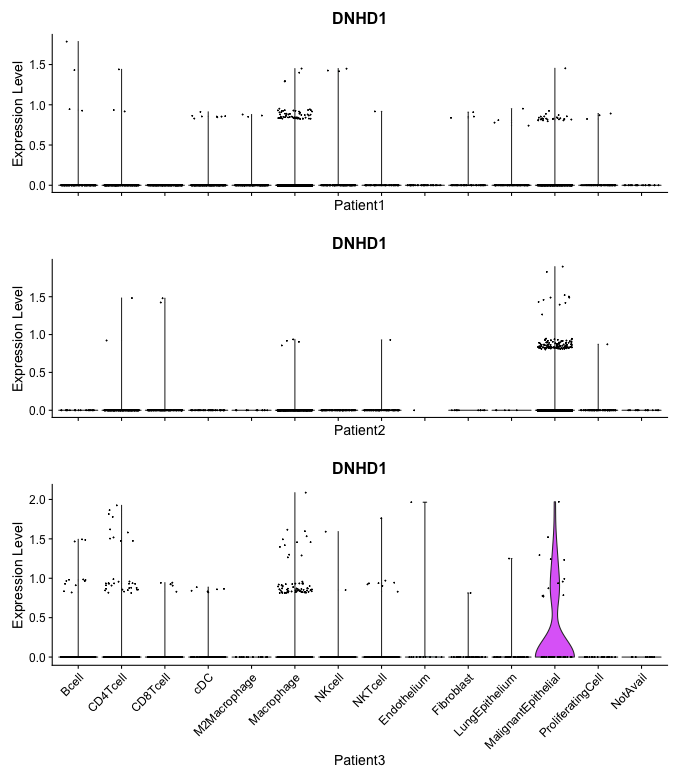 DNHD1
Expression Level
1.5
1.0
0.5
0.0
Patient1
DNHD1
Expression Level
1.5
1.0
0.5
0.0
Patient2
DNHD1
Expression Level
2.0
1.5
1.0
0.5
0.0
Bcell
CD4Tcell
CD8Tcell
cDC
M2Macrophage
Macrophage
NKcell
NKTcell
Endothelium
Fibroblast
LungEpithelium
MalignantEpithelial
ProliferatingCell
NotAvail
Patient3